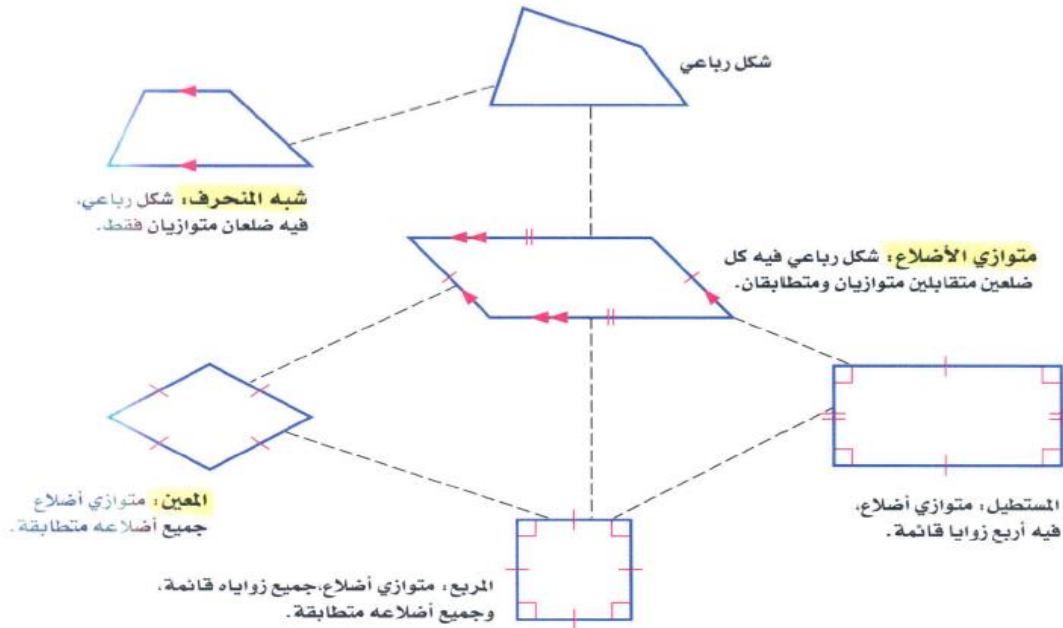 شكل رباعي
شبه المنحرف: شكل رباعي،
فيه ضلعان متوازيان فقط.
متوازي الأضلاع: شكل رباعي فيه كل
ضلعين متقابلين متوازيان ومتطابقان.
المستطيل: متوازي أضلاع،
فيه أربع زوايا قائمة.
المعين: متوازي أضلاع
جميع أضلاعه متطابقة.
المربع: متوازي أضلاع،جميع زواياه قائمة،
وجميع أضلاعه متطابقة.